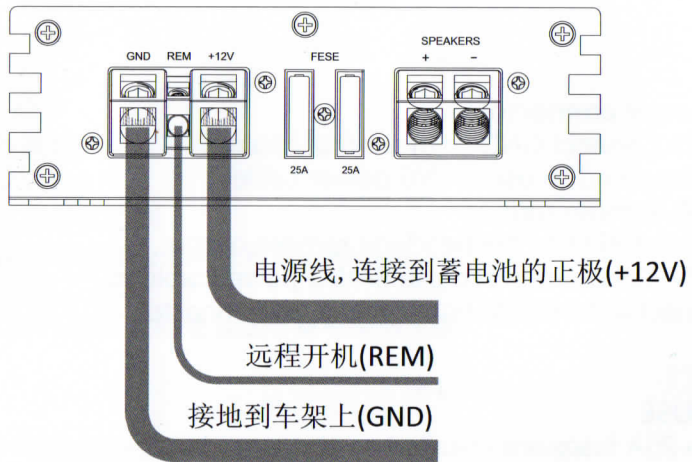 SPEAKERS
GND REM +12V FESE + −
25A 25A
电源线,连接到蓄电池的正极(+12V)
远程开机(REM)
接地到车架上(GND)